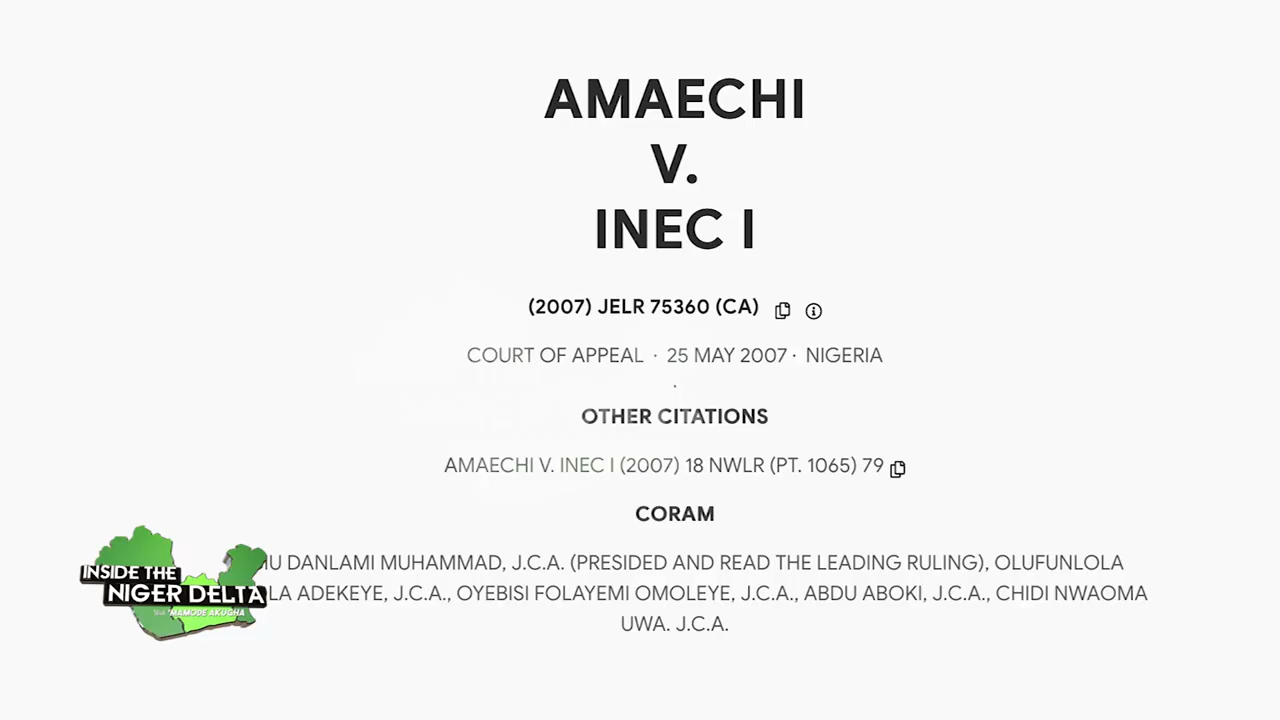 AMAECHI
V.
INEC I
(2007) JELR 75360 (CA)
COURT OF APPEAL · 25 MAY 2007 · NIGERIA
.
OTHER CITATIONS
AMAECHI V. INEC I (2007) 18 NWLR (PT. 1065) 79
CORAM
DANLAMI MUHAMMAD, J.C.A. (PRESIDED AND READ THE LEADING RULING), OLUFUNLOLA
ADEKEYE, J.C.A., OYEBISI FOLAYEMI OMOLEYE, J.C.A., ABDU ABOKI, J.C.A., CHIDI NWAOMA
UWA. J.C.A.
INSIDE THE
NIGER DELTA
MAMODE AKUGHA